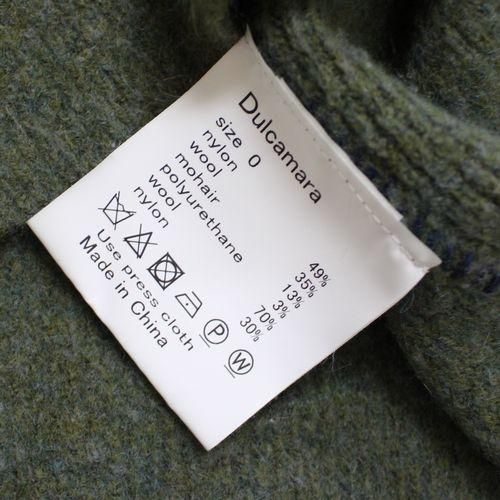 Dulcamara
size 0
nylon 49%
wool 35%
mohair 13%
polyurethane 3%
wool 70%
nylon 30%
P W
Use press cloth
Made in China